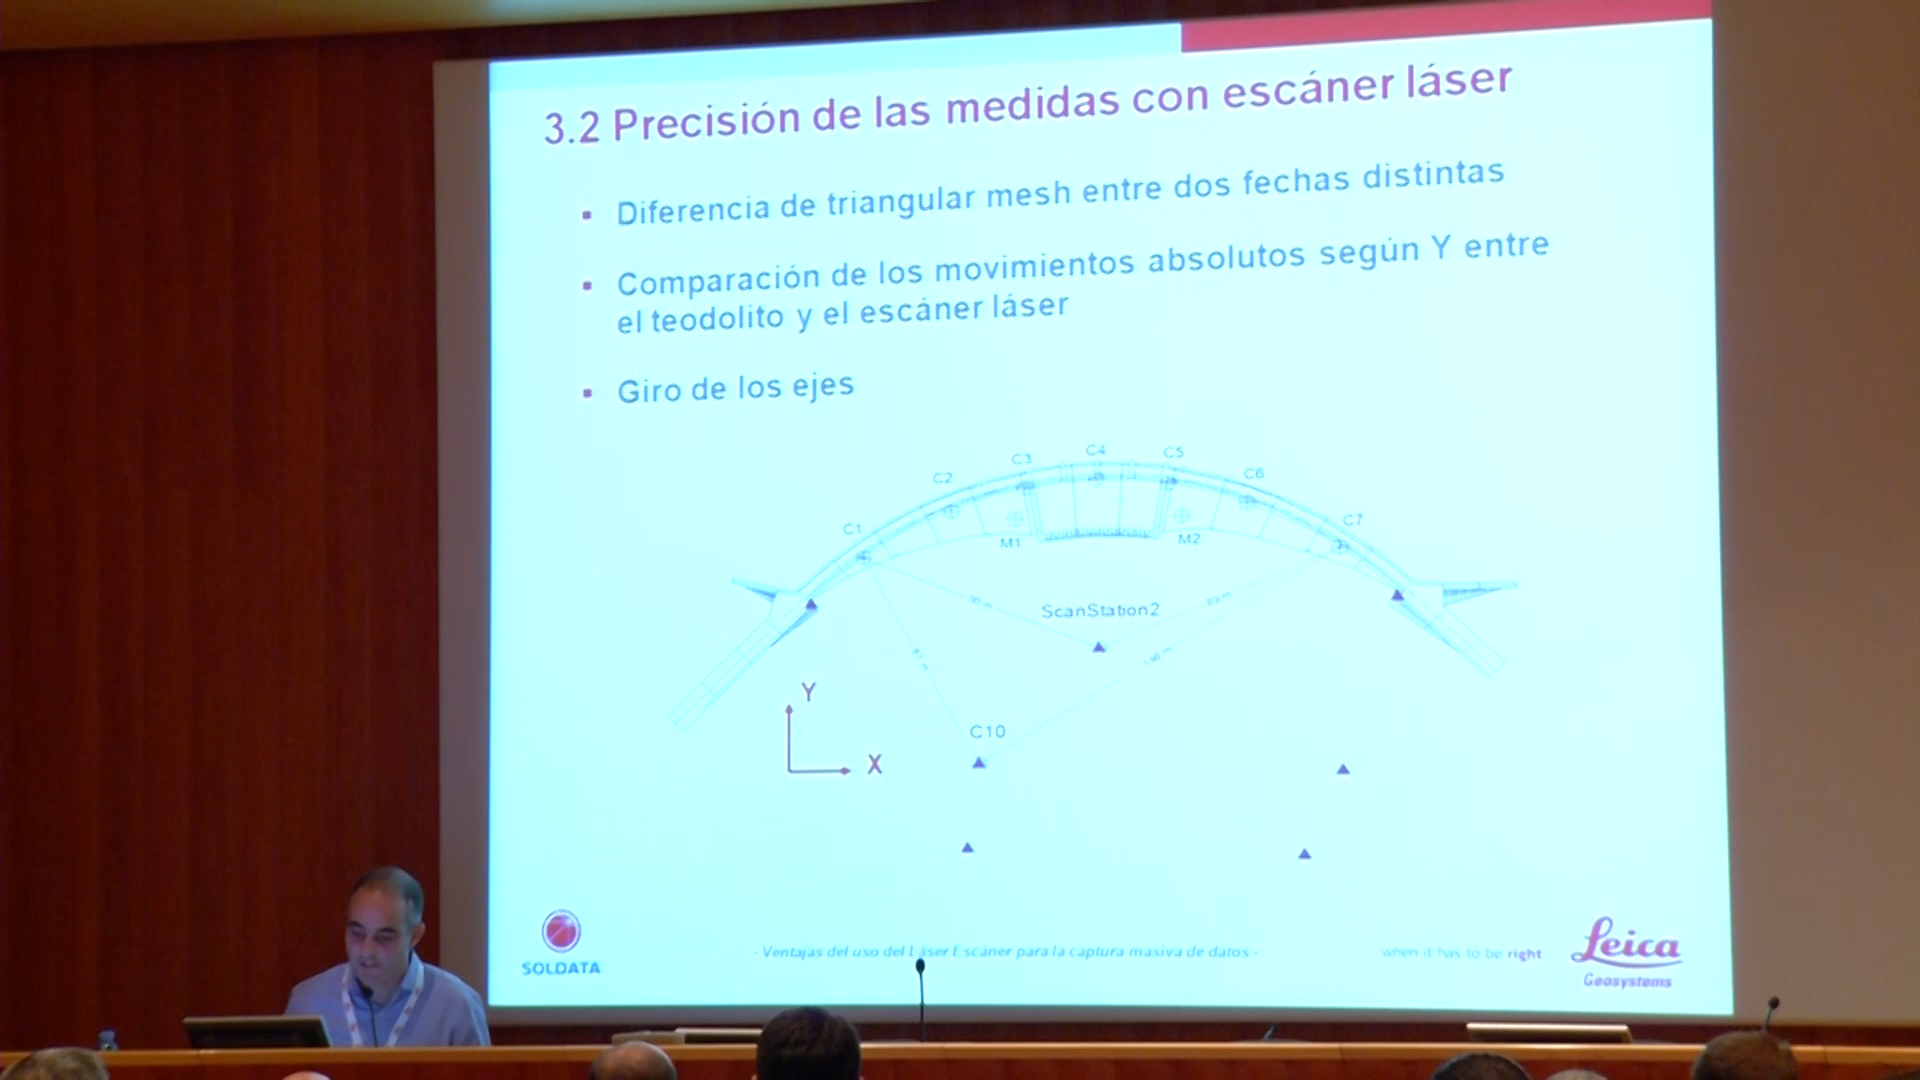 3.2 Precisión de las medidas con escáner láser
▪ Diferencia de triangular mesh entre dos fechas distintas
▪ Comparación de los movimientos absolutos según Y entre
el teodolito y el escáner láser
▪ Giro de los ejes
C1
C2
C3
C4
C5
C6
C7
M1
M2
ScanStation2
C10
Y
X
SOLDATA
- Ventajas del uso del Láser Escáner para la captura masiva de datos -
- when it has to be right
Leica
Geosystems